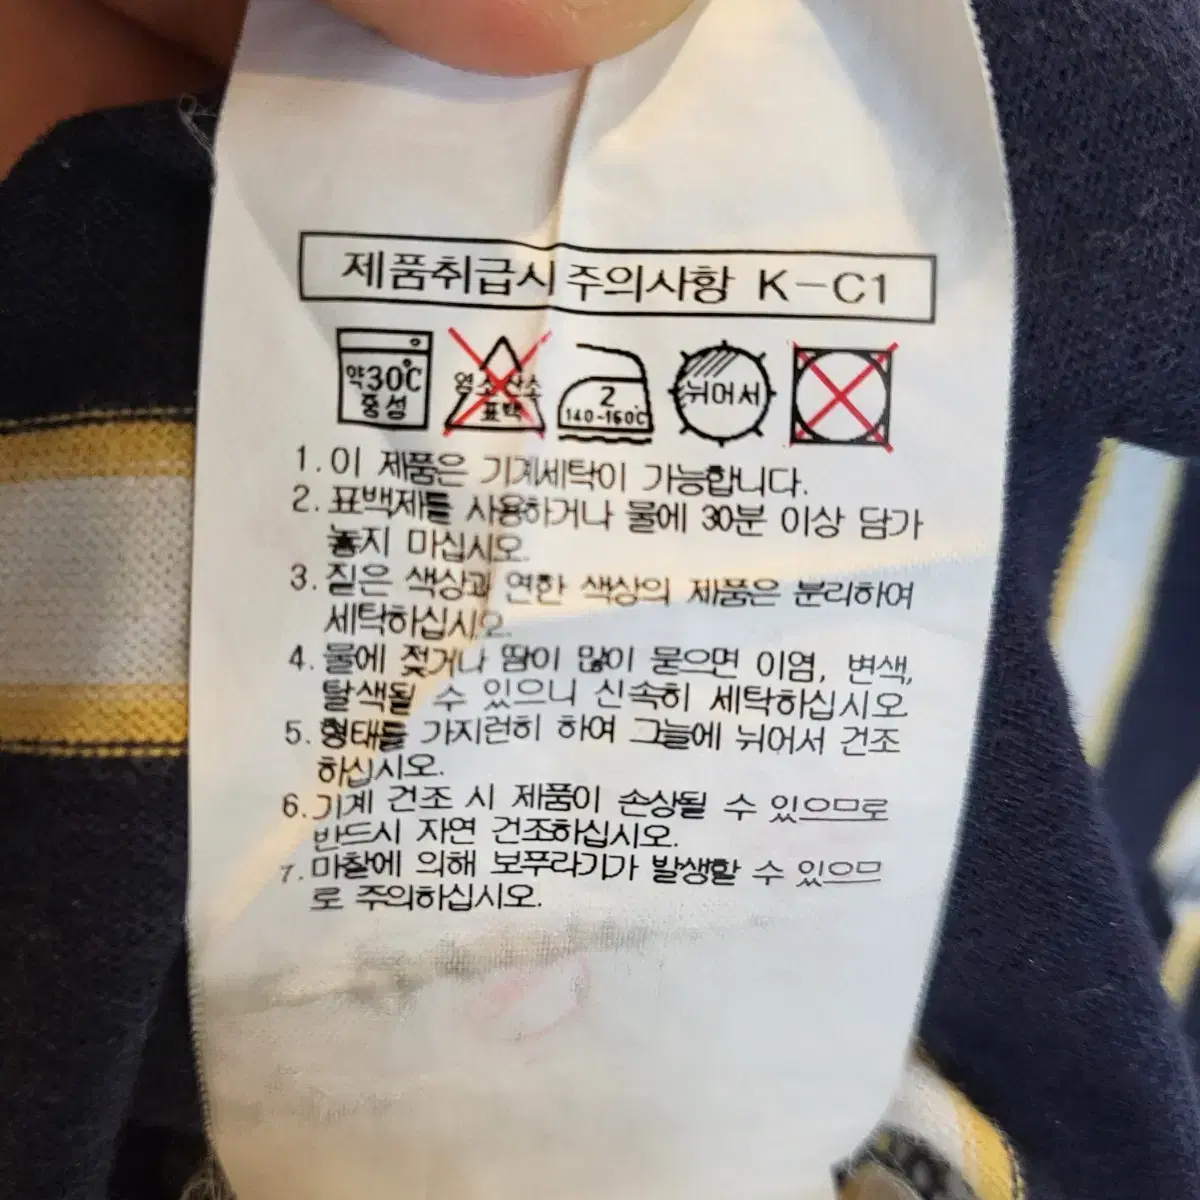 제품취급시 주의사항 K-C1
약30℃
중성
염소산소
표백
2
140-160℃
뉘어서
1. 이 제품은 기계세탁이 가능합니다.
2. 표백제를 사용하거나 물에 30분 이상 담가
놓지 마십시오.
3. 짙은 색상과 연한 색상의 제품은 분리하여
세탁하십시오.
4. 물에 젖거나 땀이 많이 묻으면 이염, 변색,
탈색될 수 있으니 신속히 세탁하십시오
5. 형태를 가지런히 하여 그늘에 뉘어서 건조
하십시오.
6. 기계 건조 시 제품이 손상될 수 있으므로
반드시 자연 건조하십시오.
7. 마찰에 의해 보푸라기가 발생할 수 있으므
로 주의하십시오.